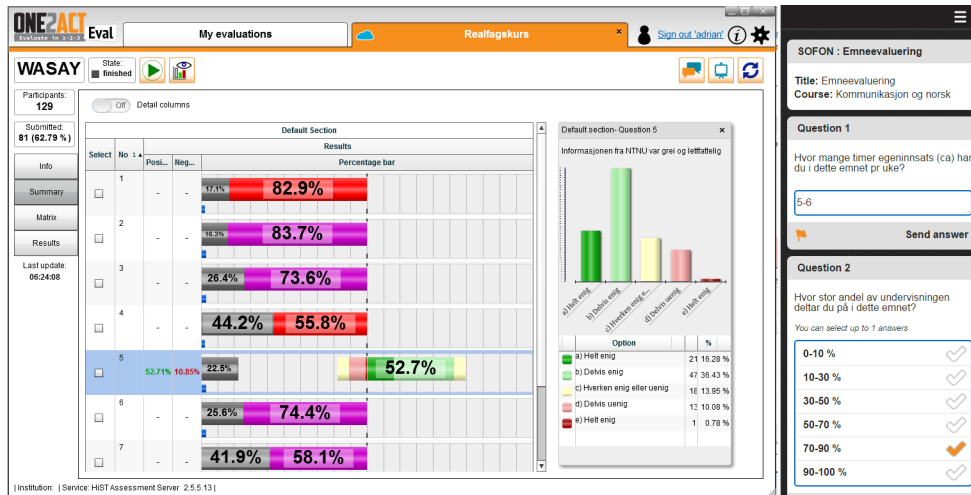 ONE2ACT
Evaluate in 1-2-3
Eval
My evaluations
Realfagskurs
×
Sign out 'adrian'
WASAY
State:
finished
Participants:
129
Submitted:
81 (62.79 %)
Info
Summary
Matrix
Results
Last update:
06:24:08
Off Detail columns
Default Section
Results
Select No 1 Posi... Neg... Percentage bar
1 - - 17.1% 82.9%
2 - - 16.3% 83.7%
3 - - 26.4% 73.6%
4 - - 44.2% 55.8%
5 52.71% 10.85% 22.5% 52.7%
6 - - 25.6% 74.4%
7 - - 41.9% 58.1%
Default section- Question 5 ×
Informasjonen fra NTNU var grei og lettfattelig
a) Helt enig
b) Delvis enig
c) Hverken enig e...
d) Delvis uenig
e) Helt enig
Option %
a) Helt enig 21 16.28 %
b) Delvis enig 47 36.43 %
c) Hverken enig eller uenig 18 13.95 %
d) Delvis uenig 13 10.08 %
e) Helt enig 1 0.78 %
| Institution: | Service: HiST Assessment Server 2.5.5.13 |
SOFON : Emneevaluering
Title: Emneevaluering
Course: Kommunikasjon og norsk
Question 1
Hvor mange timer egeninnsats (ca) har
du i dette emnet pr uke?
5-6
Send answer
Question 2
Hvor stor andel av undervisningen
deltar du på i dette emnet?
You can select up to 1 answers
0-10 %
10-30 %
30-50 %
50-70 %
70-90 %
90-100 %